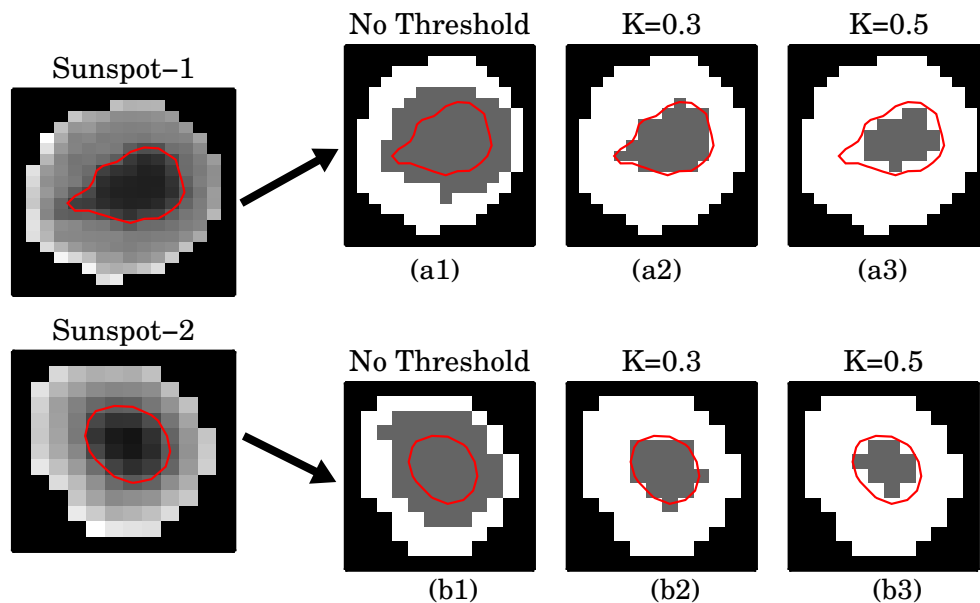 Sunspot–1
No Threshold
K=0.3
K=0.5
(a1)
(a2)
(a3)
Sunspot–2
No Threshold
K=0.3
K=0.5
(b1)
(b2)
(b3)